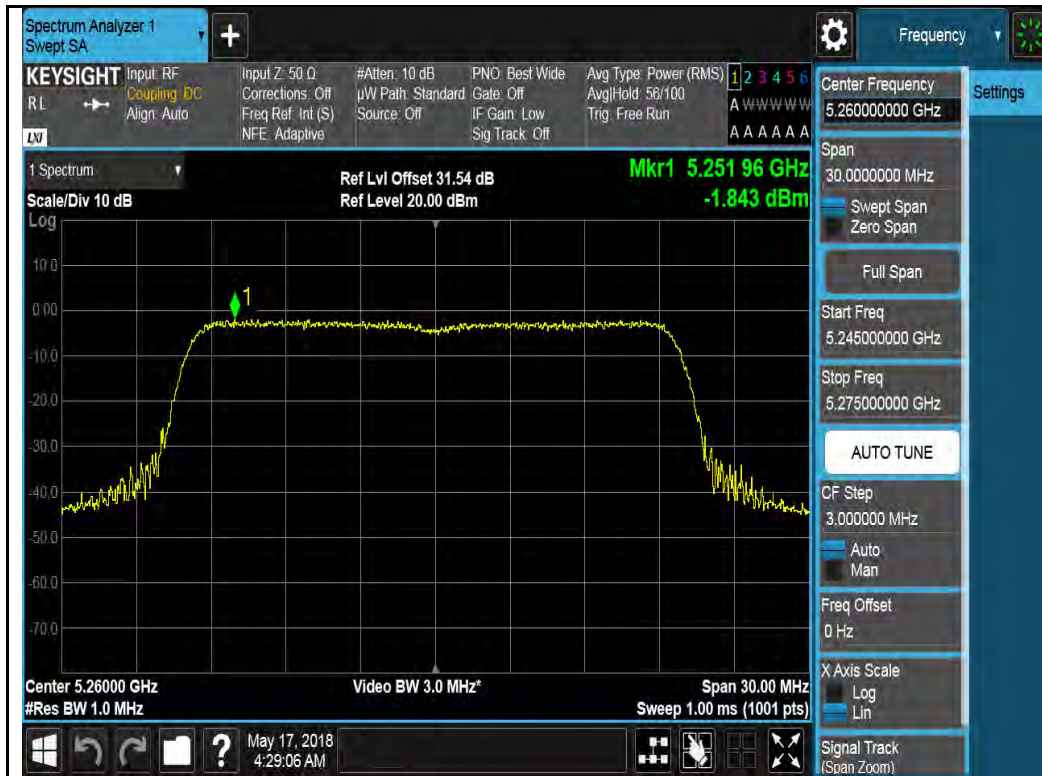 Spectrum Analyzer 1
Swept SA
+
Frequency
KEYSIGHT
RL
LXI
Input: RF
Coupling: DC
Align: Auto
Input Z: 50 Ω
Corrections: Off
Freq Ref: Int (S)
NFE: Adaptive
#Atten: 10 dB
µW Path: Standard
Source: Off
PNO: Best Wide
Gate: Off
IF Gain: Low
Sig Track: Off
Avg Type: Power (RMS)
Avg|Hold: 56/100
Trig: Free Run
1 2 3 4 5 6
A W W W W W
A A A A A A
1 Spectrum
Scale/Div 10 dB
Ref Lvl Offset 31.54 dB
Ref Level 20.00 dBm
Mkr1 5.251 96 GHz
-1.843 dBm
Log
10.0
0.00
-10.0
-20.0
-30.0
-40.0
-50.0
-60.0
-70.0
1
Center 5.26000 GHz
#Res BW 1.0 MHz
Video BW 3.0 MHz*
Span 30.00 MHz
Sweep 1.00 ms (1001 pts)
?
May 17, 2018
4:29:06 AM
Center Frequency
5.260000000 GHz
Span
30.0000000 MHz
Swept Span
Zero Span
Full Span
Start Freq
5.245000000 GHz
Stop Freq
5.275000000 GHz
AUTO TUNE
CF Step
3.000000 MHz
Auto
Man
Freq Offset
0 Hz
X Axis Scale
Log
Lin
Signal Track
(Span Zoom)
Settings